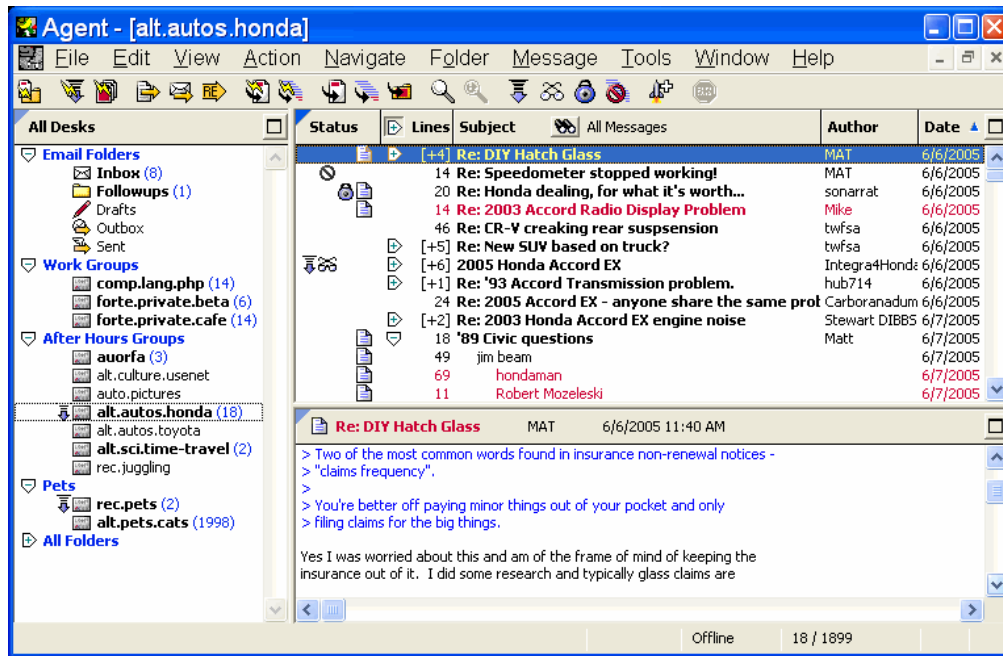 Agent - [alt.autos.honda]
File Edit View Action Navigate Folder Message Tools Window Help
All Desks
Email Folders
Inbox (8)
Followups (1)
Drafts
Outbox
Sent
Work Groups
comp.lang.php (14)
forte.private.beta (6)
forte.private.cafe (14)
After Hours Groups
auorfa (3)
alt.culture.usenet
auto.pictures
alt.autos.honda (18)
alt.autos.toyota
alt.sci.time-travel (2)
rec.juggling
Pets
rec.pets (2)
alt.pets.cats (1998)
All Folders
Status Lines Subject All Messages Author Date
[+4] Re: DIY Hatch Glass MAT 6/6/2005
14 Re: Speedometer stopped working! MAT 6/6/2005
20 Re: Honda dealing, for what it's worth... sonarrat 6/6/2005
14 Re: 2003 Accord Radio Display Problem Mike 6/6/2005
46 Re: CR-V creaking rear suspsension twfsa 6/6/2005
[+5] Re: New SUV based on truck? twfsa 6/6/2005
[+6] 2005 Honda Accord EX Integra4Honda 6/6/2005
[+1] Re: '93 Accord Transmission problem. hub714 6/6/2005
24 Re: 2005 Accord EX - anyone share the same prol Carboranadum 6/6/2005
[+2] Re: 2003 Honda Accord EX engine noise Stewart DIBBS 6/7/2005
18 '89 Civic questions Matt 6/7/2005
49 jim beam 6/7/2005
69 hondaman 6/7/2005
11 Robert Mozeleski 6/7/2005
Re: DIY Hatch Glass MAT 6/6/2005 11:40 AM
> Two of the most common words found in insurance non-renewal notices -
> "claims frequency".
>
> You're better off paying minor things out of your pocket and only
> filing claims for the big things.
Yes I was worried about this and am of the frame of mind of keeping the
insurance out of it. I did some research and typically glass claims are
Offline 18 / 1899